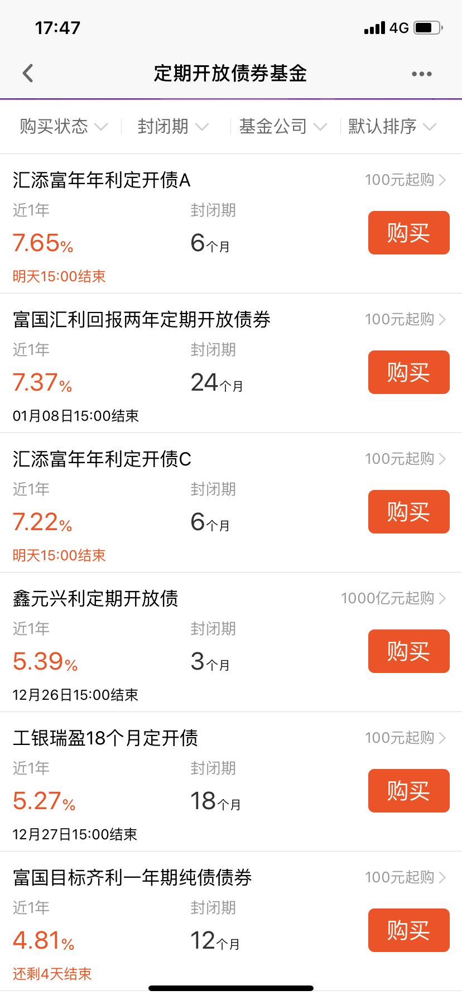 17:47 4G
定期开放债券基金
购买状态 封闭期 基金公司 默认排序
汇添富年年利定开债A 100元起购
近1年 封闭期
7.65% 6个月 购买
明天15:00结束
富国汇利回报两年定期开放债券 100元起购
近1年 封闭期
7.37% 24个月 购买
01月08日15:00结束
汇添富年年利定开债C 100元起购
近1年 封闭期
7.22% 6个月 购买
明天15:00结束
鑫元兴利定期开放债 1000亿元起购
近1年 封闭期
5.39% 3个月 购买
12月26日15:00结束
工银瑞盈18个月定开债 100元起购
近1年 封闭期
5.27% 18个月 购买
12月27日15:00结束
富国目标齐利一年期纯债债券 100元起购
近1年 封闭期
4.81% 12个月 购买
还剩4天结束